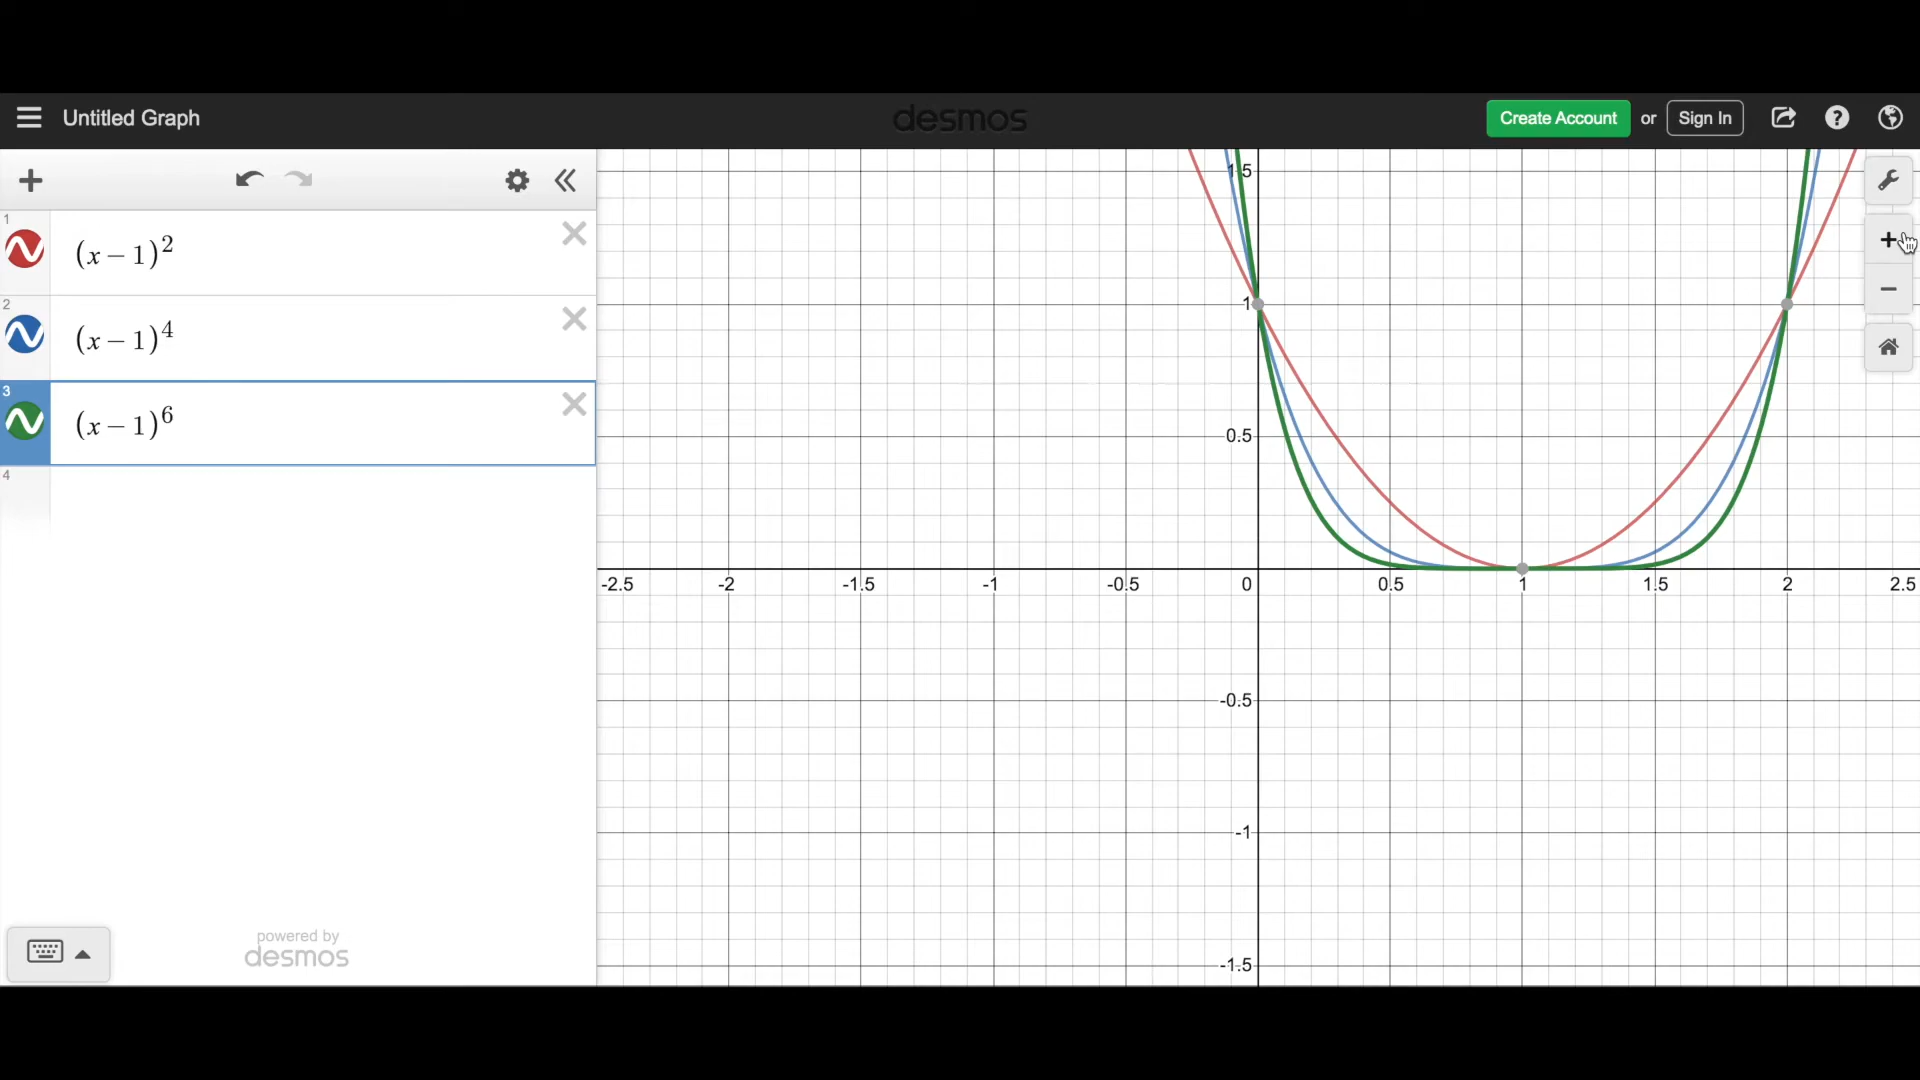 Untitled Graph
desmos
Create Account or Sign In
1
(x − 1)²
2
(x − 1)⁴
3
(x − 1)⁶
4
powered by
desmos
1.5
1
0.5
-2.5 -2 -1.5 -1 -0.5 0 0.5 1 1.5 2 2.5
-0.5
-1
-1.5